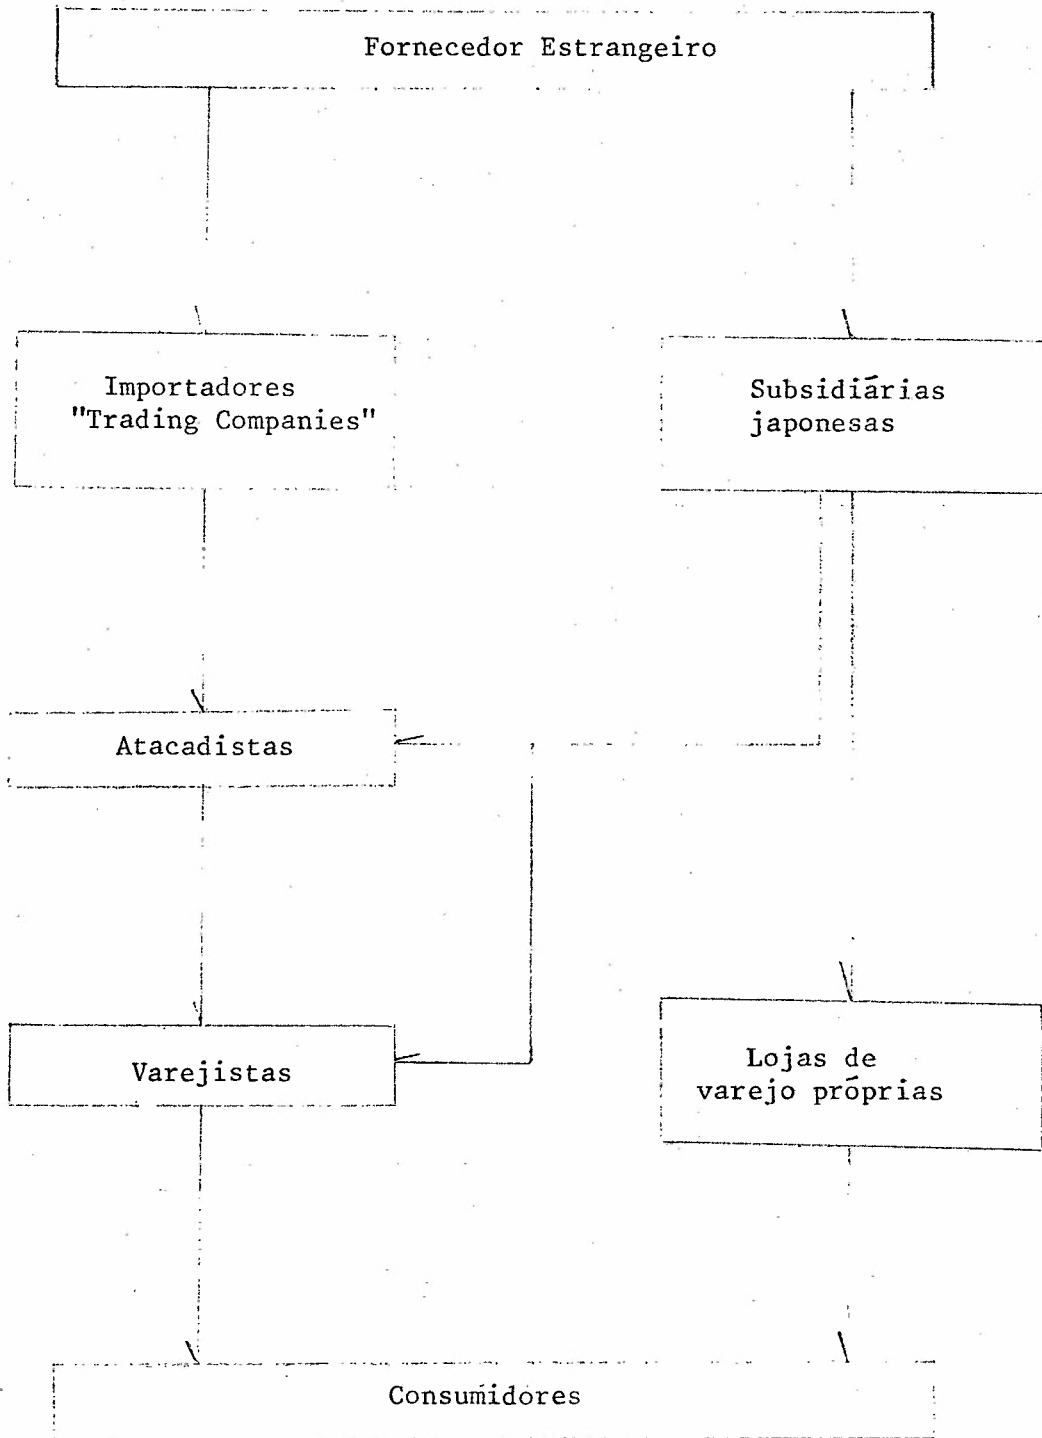 Fornecedor Estrangeiro
Importadores
"Trading Companies"
Subsidiárias
japonesas
Atacadistas
Varejistas
Lojas de
varejo próprias
Consumidores